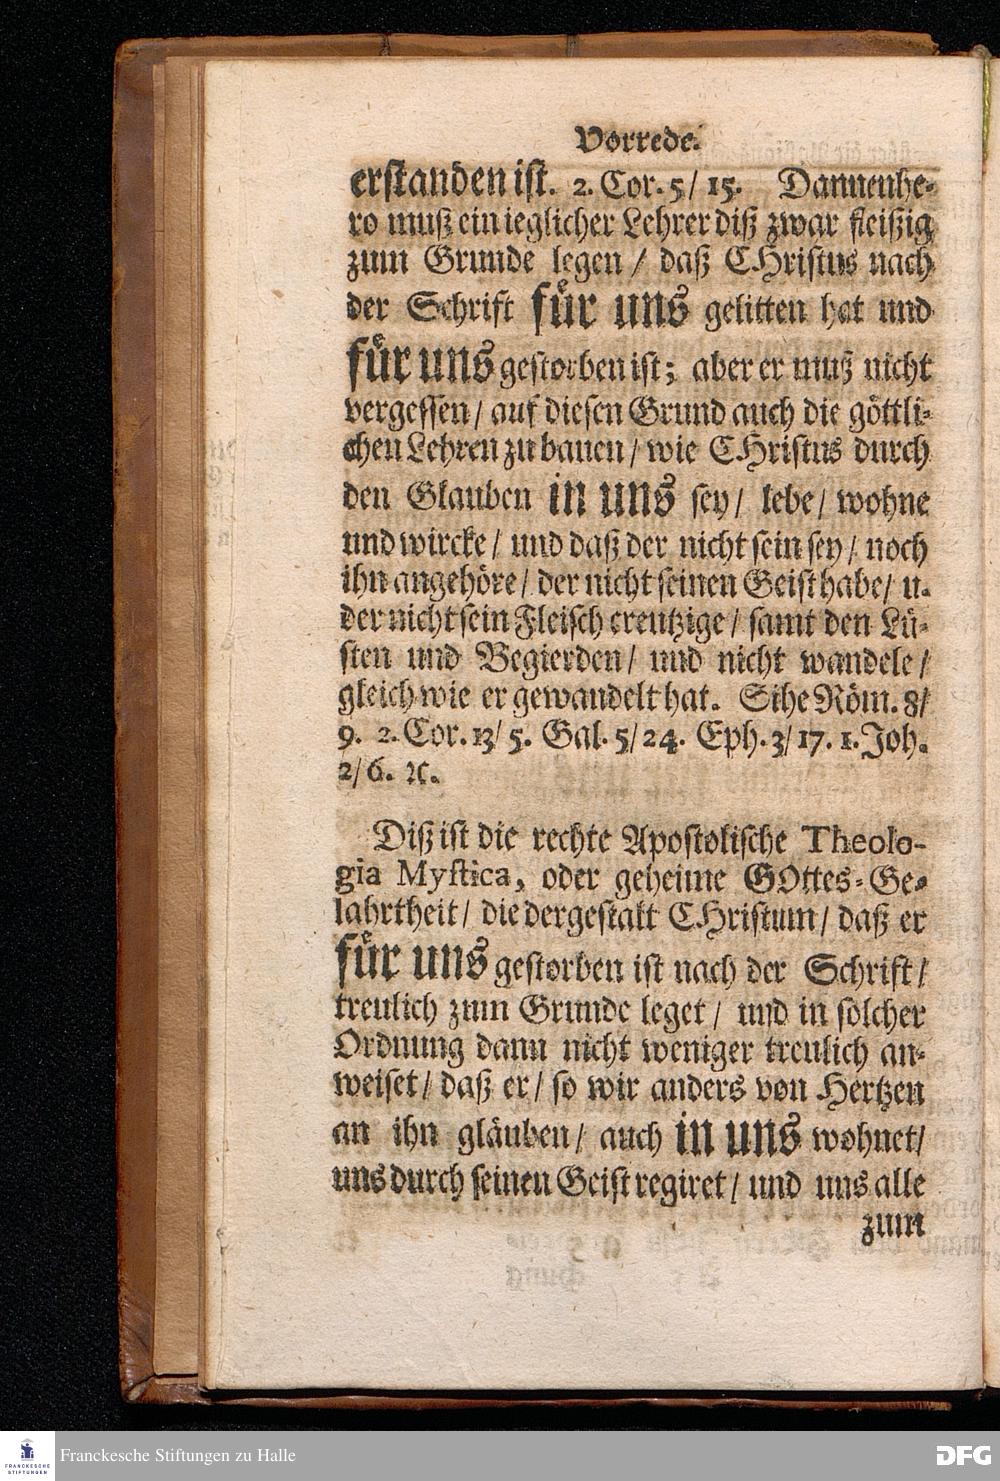 Vorrede.
erstanden ist. 2. Cor. 5/ 15. Dannenhe-
ro muß ein ieglicher Lehrer diß zwar fleißig
zum Grunde legen / daß CHristus nach
der Schrift für uns gelitten hat und
für uns gestorben ist; aber er muß nicht
vergessen / auf diesen Grund auch die göttli-
chen Lehren zu bauen / wie CHristus durch
den Glauben in uns sey / lebe / wohne
und wircke / und daß der nicht sein sey / noch
ihn angehöre / der nicht seinen Geist habe / u.
der nicht sein Fleisch creutzige / samt den Lü-
sten und Begierden / und nicht wandele /
gleich wie er gewandelt hat. Sihe Röm. 8/
9. 2. Cor. 13/ 5. Gal. 5/ 24. Eph. 3/ 17. 1. Joh.
2/ 6. ꝛc.
Diß ist die rechte Apostolische Theolo-
gia Mystica, oder geheime GOttes-Ge-
lahrtheit / die dergestalt CHristum / daß er
für uns gestorben ist nach der Schrift /
treulich zum Grunde leget / und in solcher
Ordnung dann nicht weniger treulich an-
weiset / daß er / so wir anders von Hertzen
an ihn gläuben / auch in uns wohnet /
uns durch seinen Geist regiret / und uns alle
zum
FRANCKESCHE STIFTUNGEN
Franckesche Stiftungen zu Halle
DFG